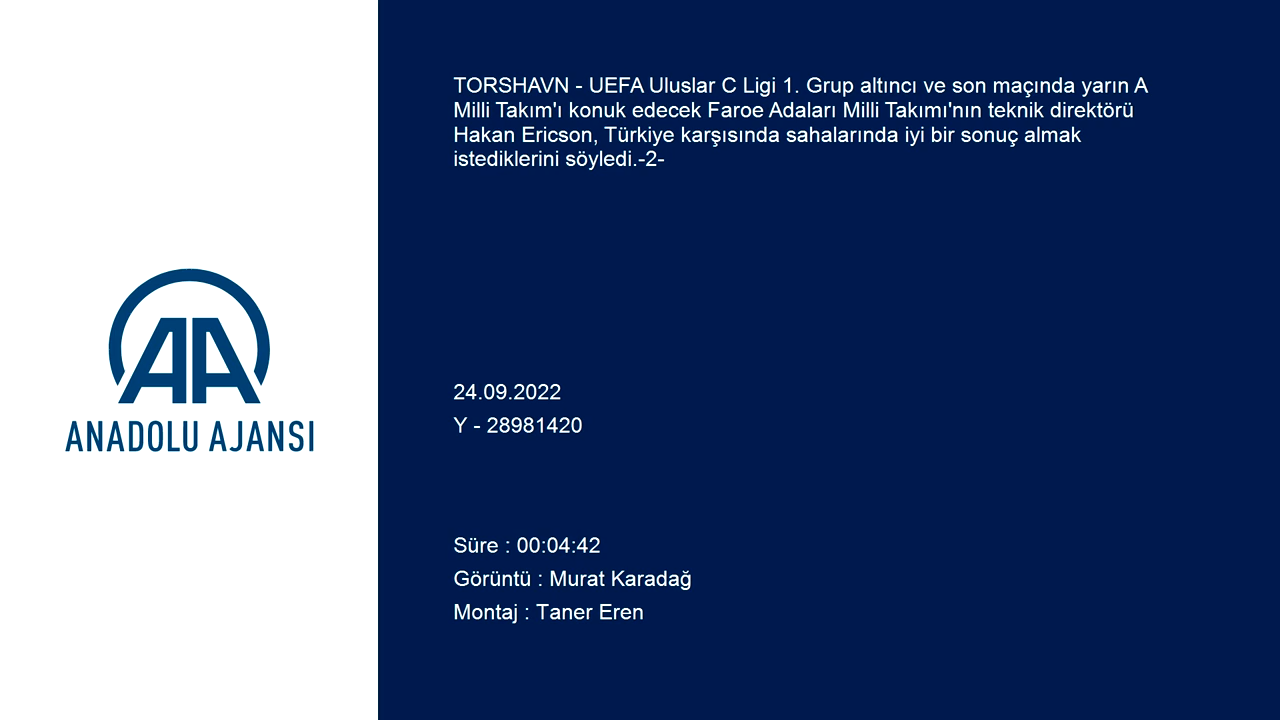 TORSHAVN - UEFA Uluslar C Ligi 1. Grup altıncı ve son maçında yarın A
Milli Takım'ı konuk edecek Faroe Adaları Milli Takımı'nın teknik direktörü
Hakan Ericson, Türkiye karşısında sahalarında iyi bir sonuç almak
istediklerini söyledi.-2-
AA
ANADOLU AJANSI
24.09.2022
Y - 28981420
Süre : 00:04:42
Görüntü : Murat Karadağ
Montaj : Taner Eren